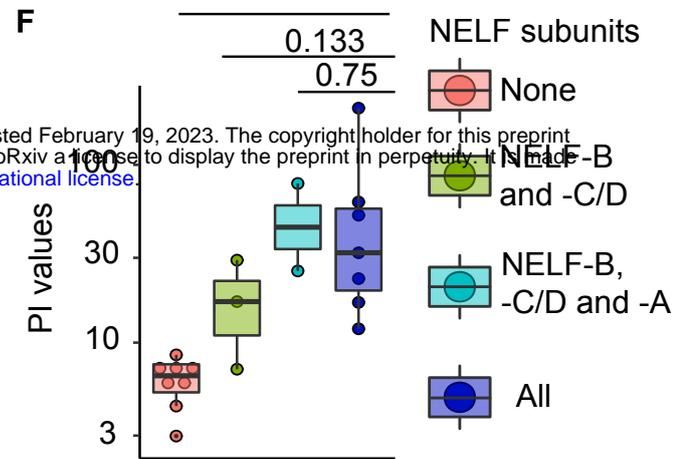 F
0.133
0.75
NELF subunits
None
sted February 19, 2023. The copyright holder for this preprint
oRxiv a license to display the preprint in perpetuity. It is made
ational license.
100
NELF-B
and -C/D
PI values
30
NELF-B,
-C/D and -A
10
All
3